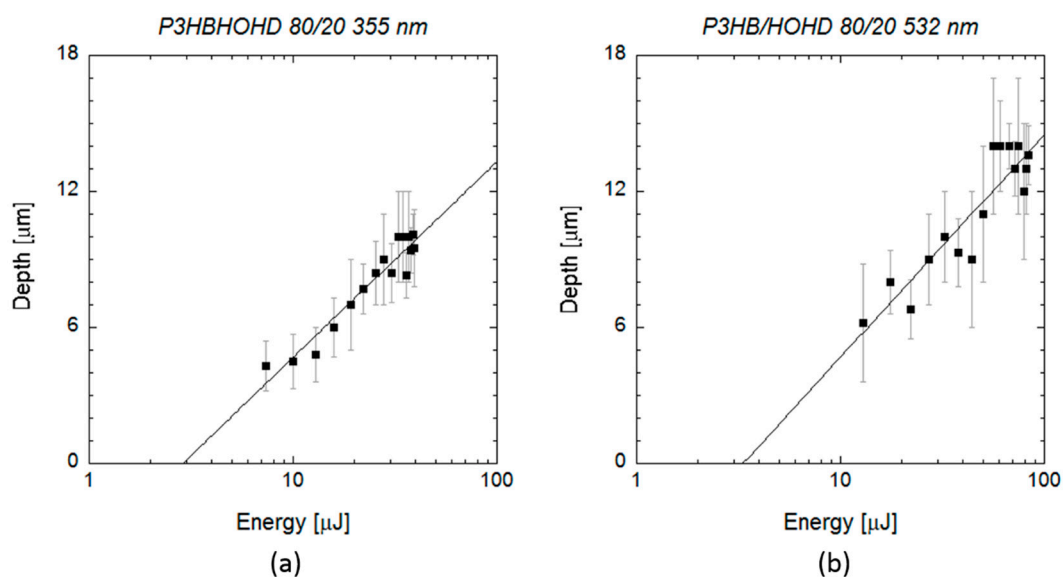 P3HBHOHD 80/20 355 nm
18
12
6
0
Depth [μm]
1
10
100
Energy [μJ]
(a)
P3HB/HOHD 80/20 532 nm
18
12
6
0
Depth [μm]
1
10
100
Energy [μJ]
(b)